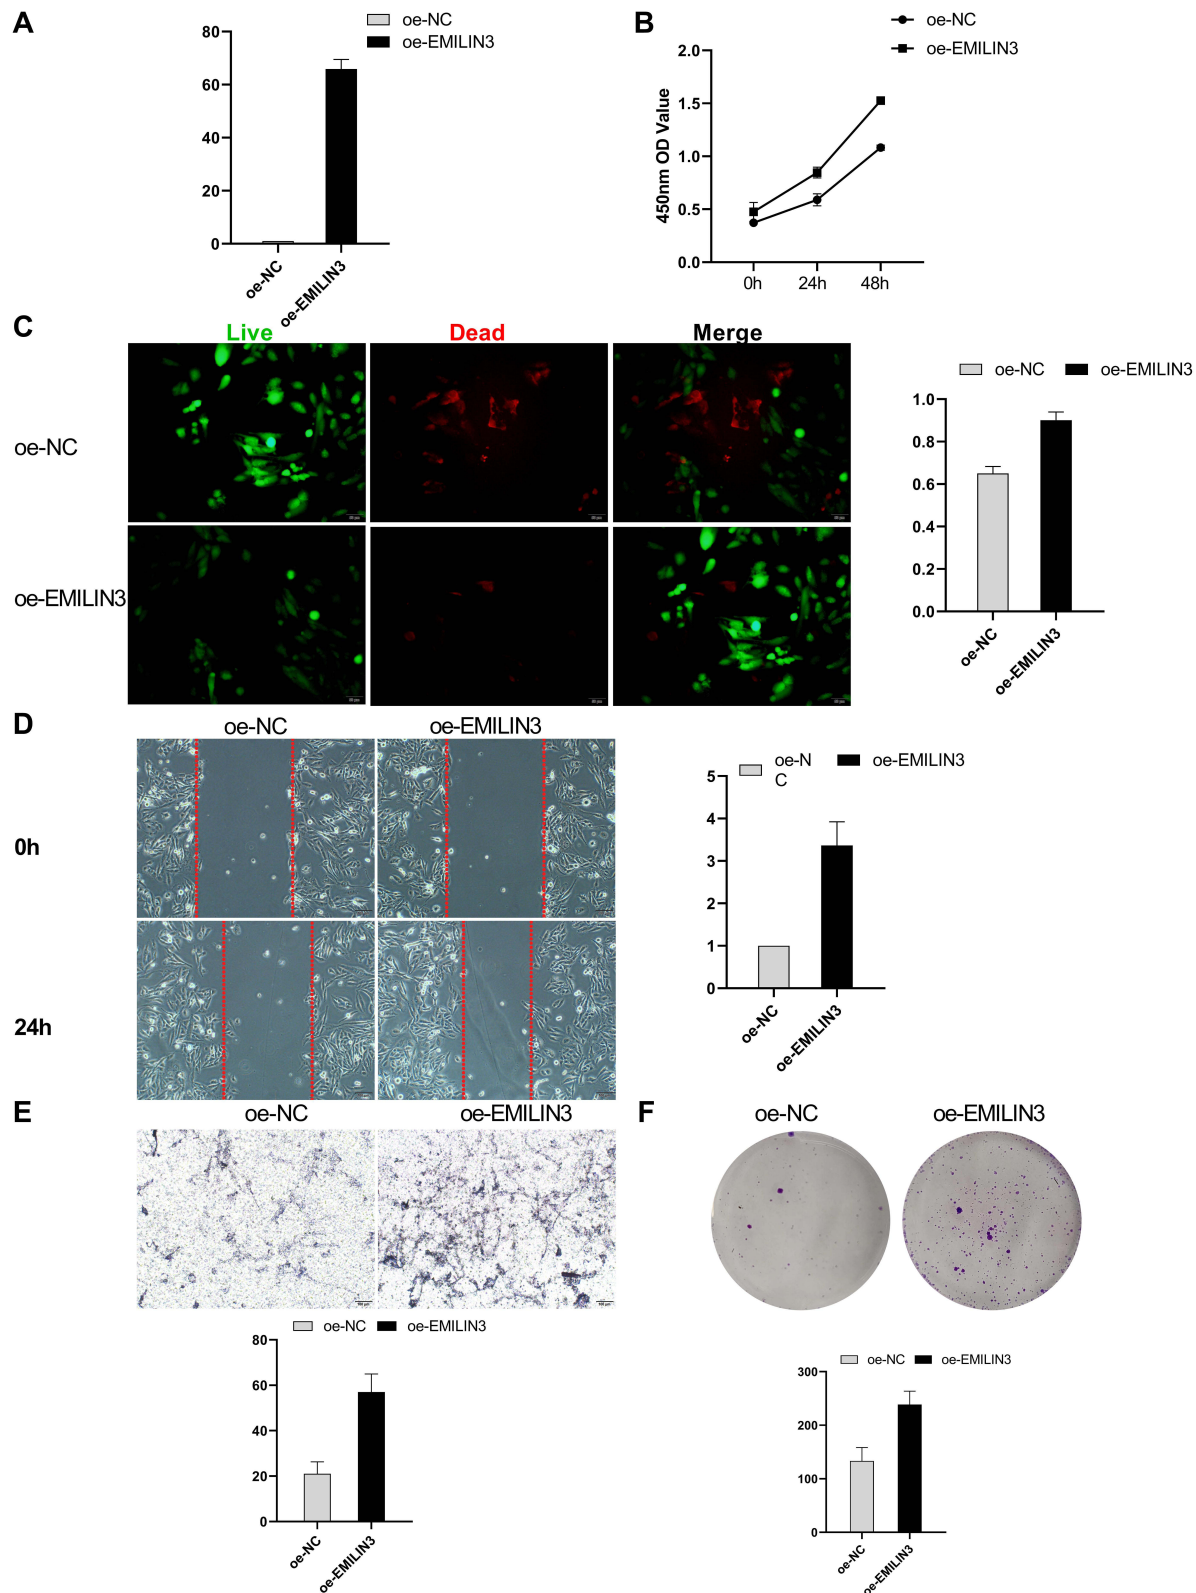 A
oe-NC
oe-EMILIN3
80
60
40
20
0
oe-NC
oe-EMILIN3
B
oe-NC
oe-EMILIN3
450nm OD Value
2.0
1.5
1.0
0.5
0.0
0h
24h
48h
C
Live
Dead
Merge
oe-NC
oe-EMILIN3
oe-NC
oe-EMILIN3
1.0
0.8
0.6
0.4
0.2
0.0
oe-NC
oe-EMILIN3
D
oe-NC
oe-EMILIN3
0h
24h
oe-N
C
oe-EMILIN3
5
4
3
2
1
0
oe-NC
oe-EMILIN3
E
oe-NC
oe-EMILIN3
oe-NC
oe-EMILIN3
80
60
40
20
0
oe-NC
oe-EMILIN3
F
oe-NC
oe-EMILIN3
oe-NC
oe-EMILIN3
300
200
100
0
oe-NC
oe-EMILIN3